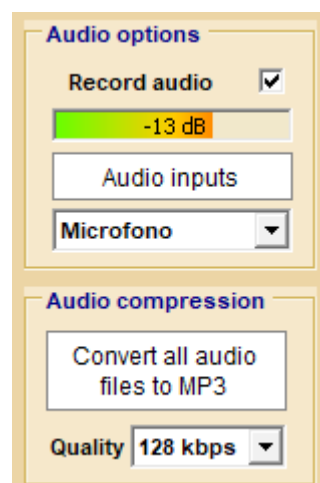 Audio options
Record audio
-13 dB
Audio inputs
Microfono
Audio compression
Convert all audio
files to MP3
Quality 128 kbps